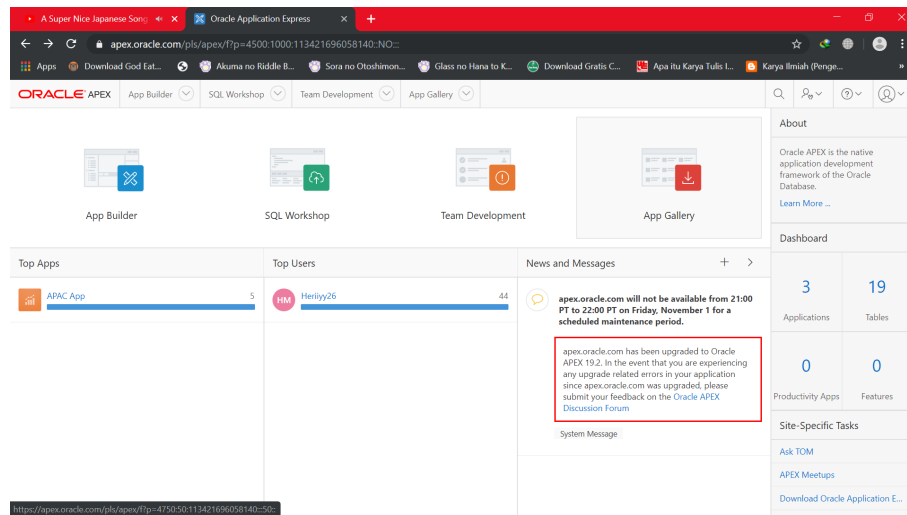 A Super Nice Japanese Song
Oracle Application Express
apex.oracle.com/pls/apex/f?p=4500:1000:113421696058140::NO:::
Apps
Download God Eat...
Akuma no Riddle B...
Sora no Otoshimon...
Glass no Hana to K...
Download Gratis C...
Apa itu Karya Tulis I...
Karya Ilmiah (Penge...
»
ORACLE APEX
App Builder
SQL Workshop
Team Development
App Gallery
App Builder
SQL Workshop
Team Development
App Gallery
About
Oracle APEX is the native
application development
framework of the Oracle
Database.
Learn More ...
Dashboard
3
Applications
19
Tables
0
Productivity Apps
0
Features
Site-Specific Tasks
Ask TOM
APEX Meetups
Download Oracle Application E...
Top Apps
APAC App
5
Top Users
HM
Heriiyy26
44
News and Messages
apex.oracle.com will not be available from 21:00
PT to 22:00 PT on Friday, November 1 for a
scheduled maintenance period.
apex.oracle.com has been upgraded to Oracle
APEX 19.2. In the event that you are experiencing
any upgrade related errors in your application
since apex.oracle.com was upgraded, please
submit your feedback on the Oracle APEX
Discussion Forum
System Message
https://apex.oracle.com/pls/apex/f?p=4750:50:113421696058140::50::